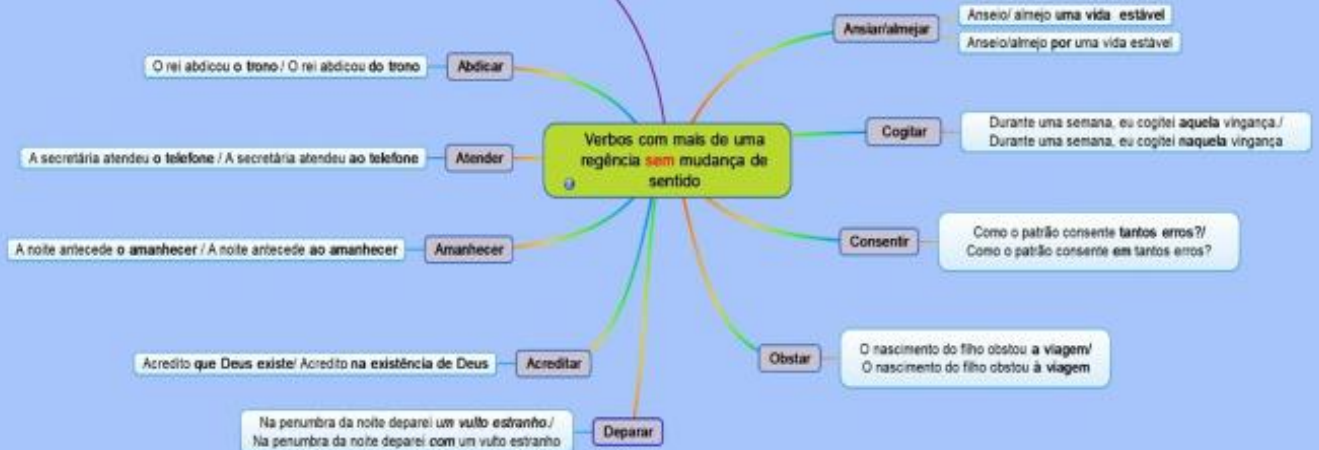 Verbos com mais de uma
regência sem mudança de
sentido
Abdicar
O rei abdicou o trono / O rei abdicou do trono
Atender
A secretária atendeu o telefone / A secretária atendeu ao telefone
Amanhecer
A noite antecede o amanhecer / A noite antecede ao amanhecer
Acreditar
Acredito que Deus existe/ Acredito na existência de Deus
Deparar
Na penumbra da noite deparei um vulto estranho./
Na penumbra da noite deparei com um vulto estranho
Ansiar/almejar
Anseio/ almejo uma vida estável
Anseio/almejo por uma vida estável
Cogitar
Durante uma semana, eu cogitei aquela vingança./
Durante uma semana, eu cogitei naquela vingança
Consentir
Como o patrão consente tantos erros?/
Como o patrão consente em tantos erros?
Obstar
O nascimento do filho obstou a viagem/
O nascimento do filho obstou à viagem